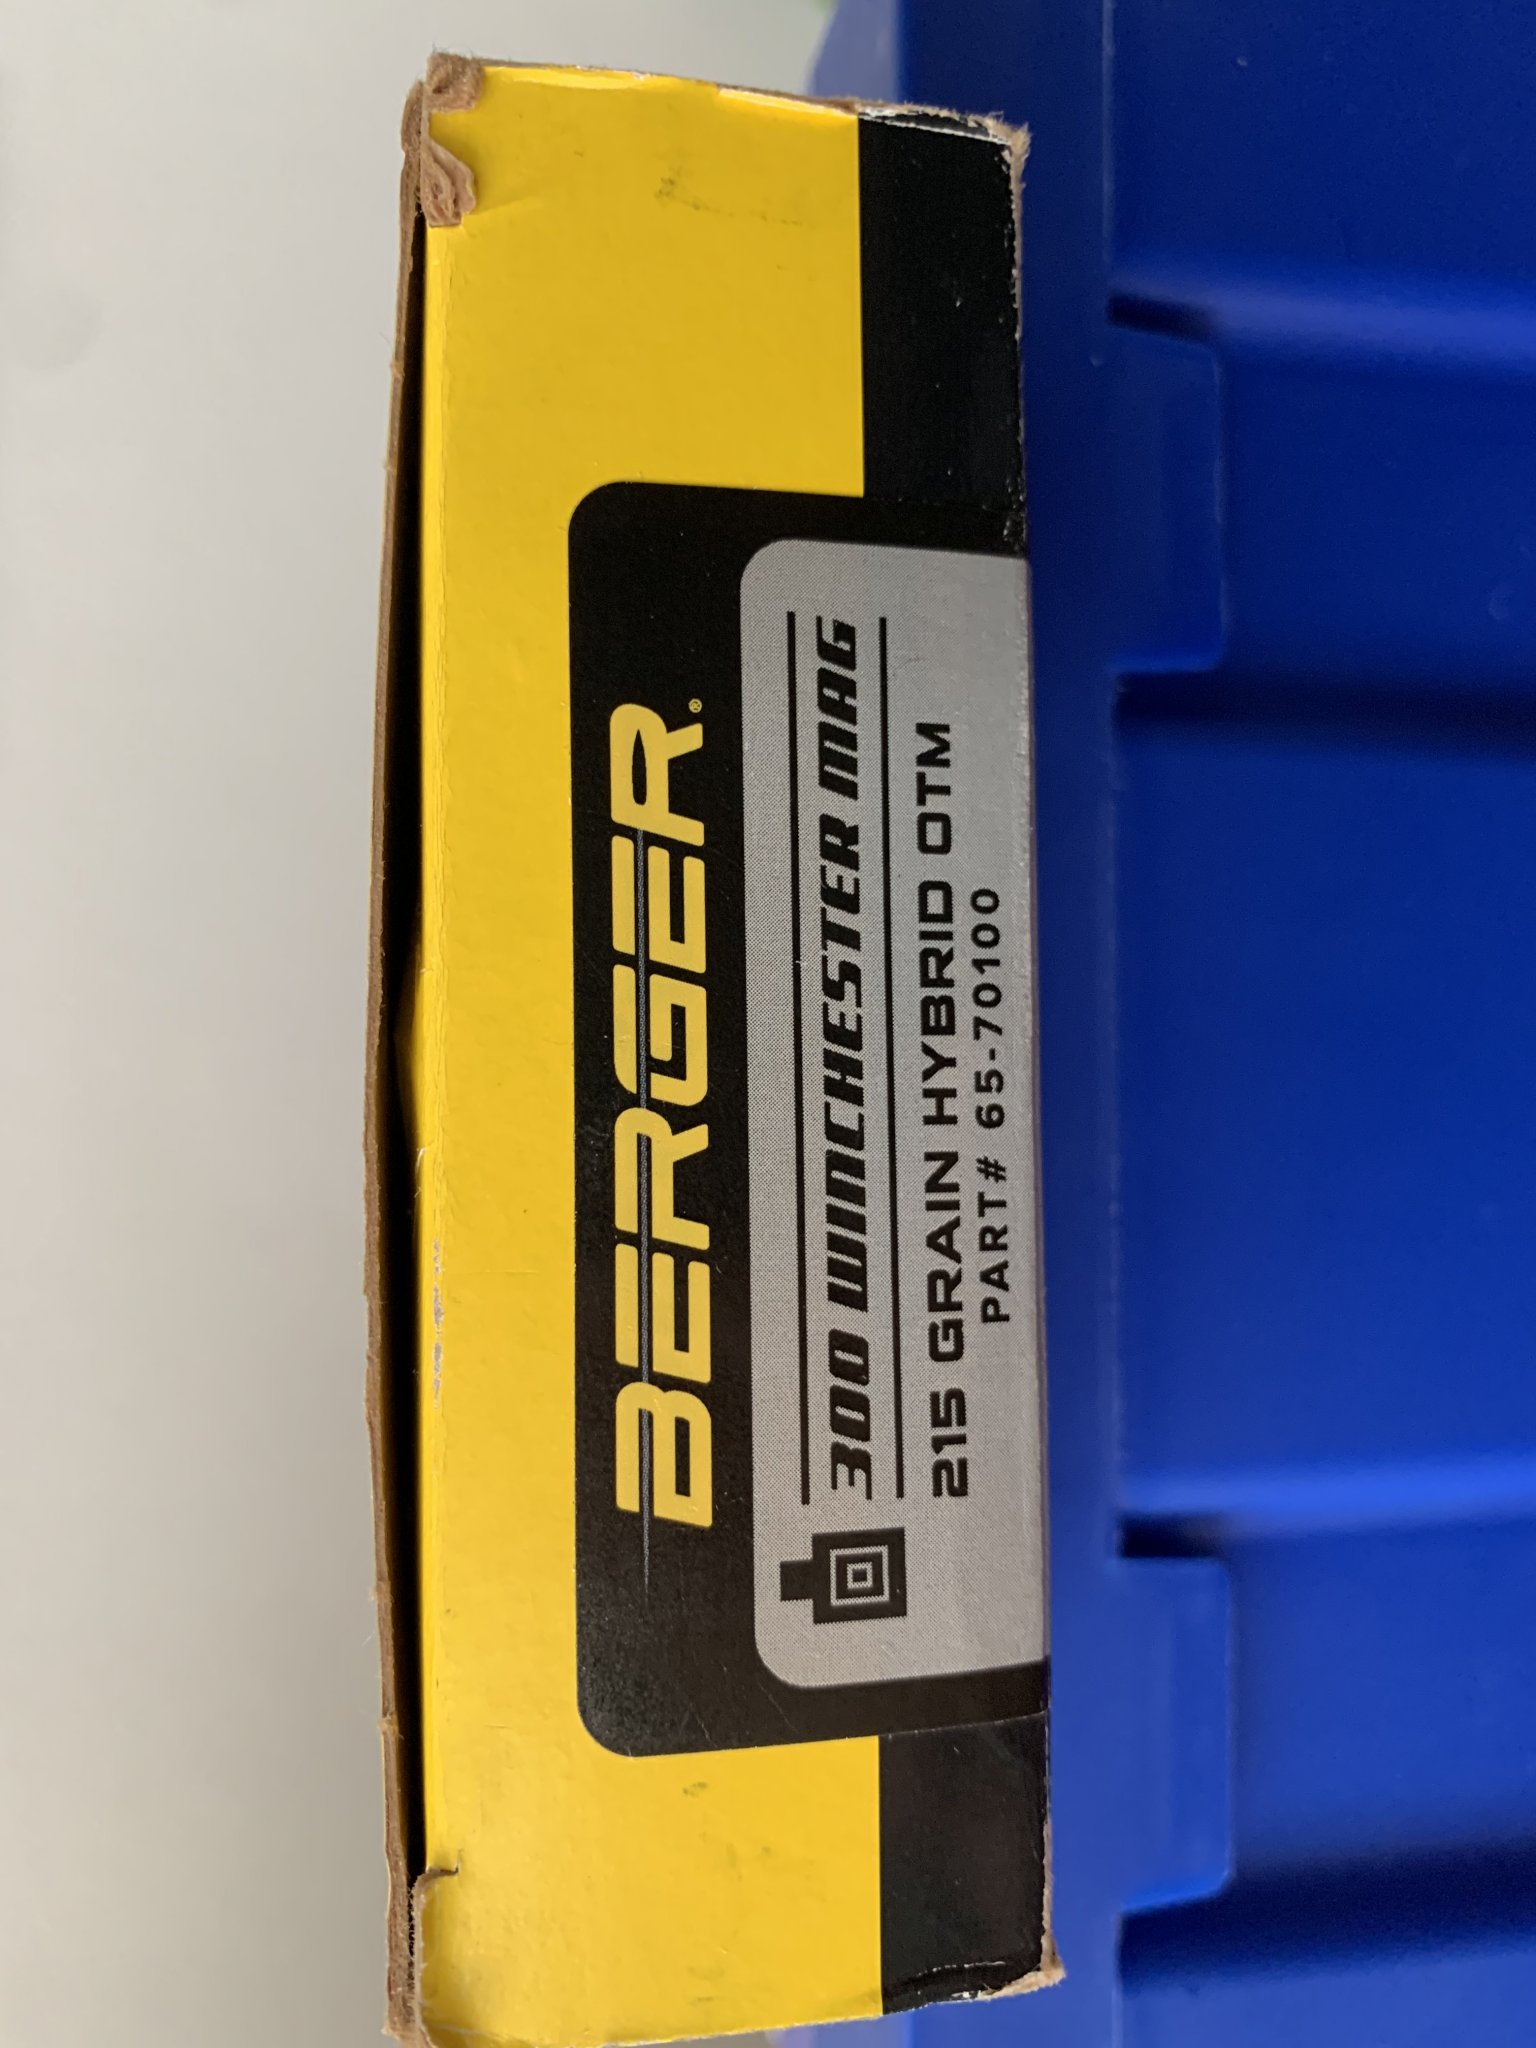 BERGER®
300 WINCHESTER MAG
215 GRAIN HYBRID OTM
PART# 65-70100